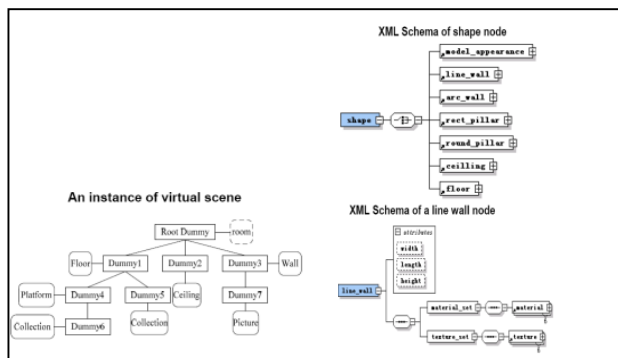 XML Schema of shape node
model_appearance
line_wall
arc_wall
shape
rect_pillar
round_pillar
ceilling
floor
An instance of virtual scene
Root Dummy
room
Floor
Dummy1
Dummy2
Dummy3
Wall
Platform
Dummy4
Dummy5
Ceiling
Dummy7
Collection
Dummy6
Collection
Picture
XML Schema of a line wall node
attributes
width
length
height
line_wall
material_set
material
texture_set
texture